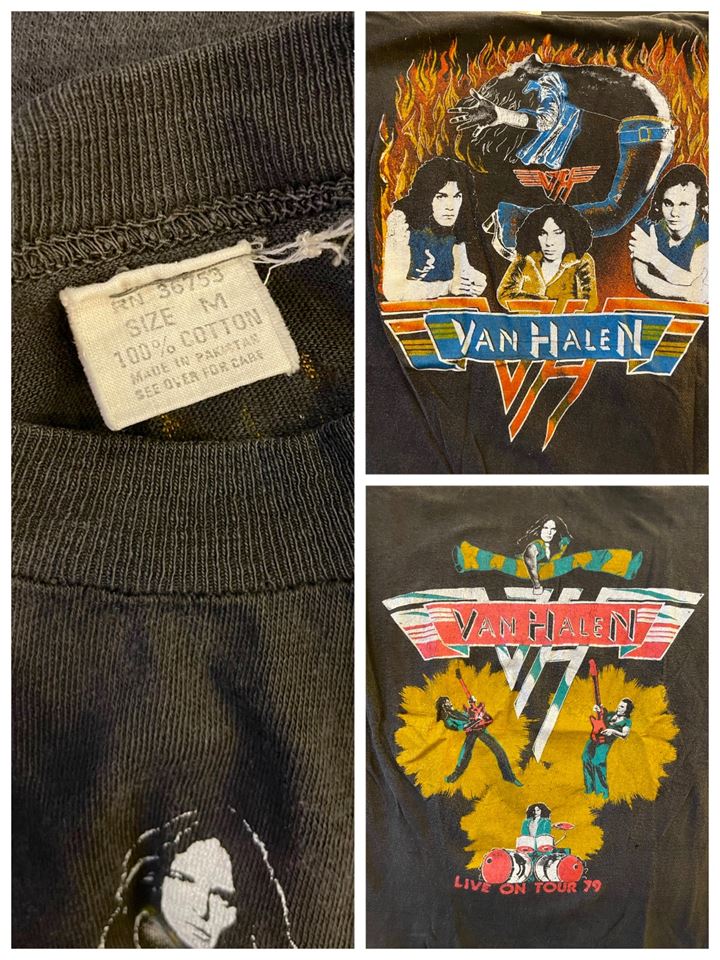 RN 36753
SIZE M
100% COTTON
MADE IN PAKISTAN
SEE OVER FOR CARE
VH
VAN HALEN
VAN HALEN
LIVE ON TOUR 79